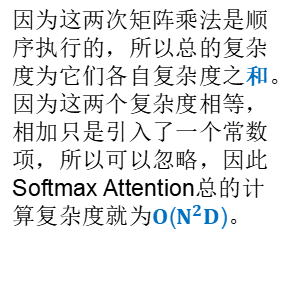 因为这两次矩阵乘法是顺
序执行的，所以总的复杂
度为它们各自复杂度之和。
因为这两个复杂度相等，
相加只是引入了一个常数
项，所以可以忽略，因此
Softmax Attention总的计
算复杂度就为O(N²D)。